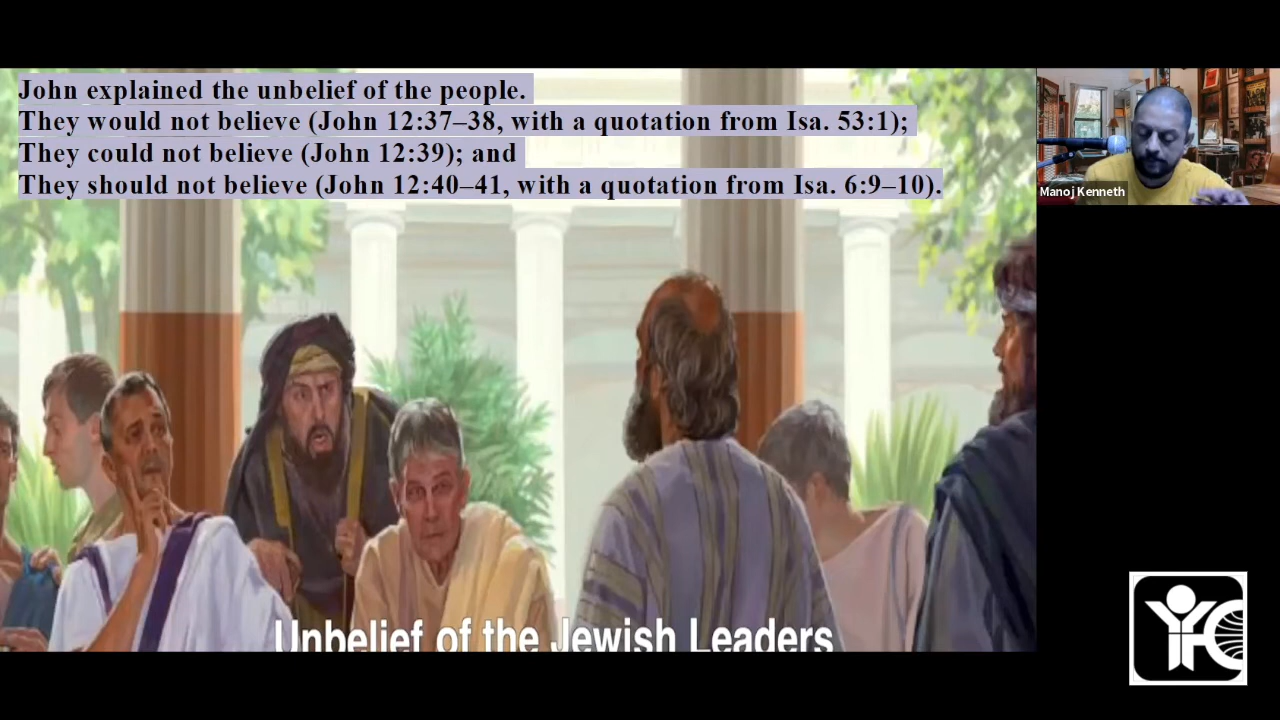 John explained the unbelief of the people.
They would not believe (John 12:37–38, with a quotation from Isa. 53:1);
They could not believe (John 12:39); and
They should not believe (John 12:40–41, with a quotation from Isa. 6:9–10).
Manoj Kenneth
Unbelief of the Jewish Leaders
YFC